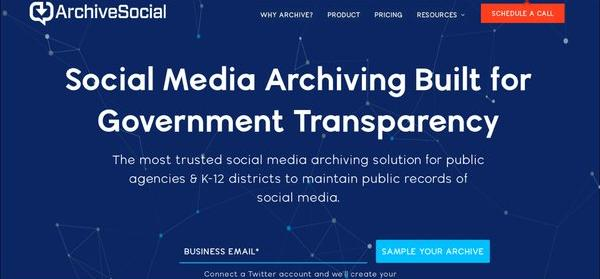 ArchiveSocial
WHY ARCHIVE? PRODUCT PRICING RESOURCES SCHEDULE A CALL
Social Media Archiving Built for
Government Transparency
The most trusted social media archiving solution for public
agencies & K-12 districts to maintain public records of
social media.
BUSINESS EMAIL* SAMPLE YOUR ARCHIVE
Connect a Twitter account and we'll create your